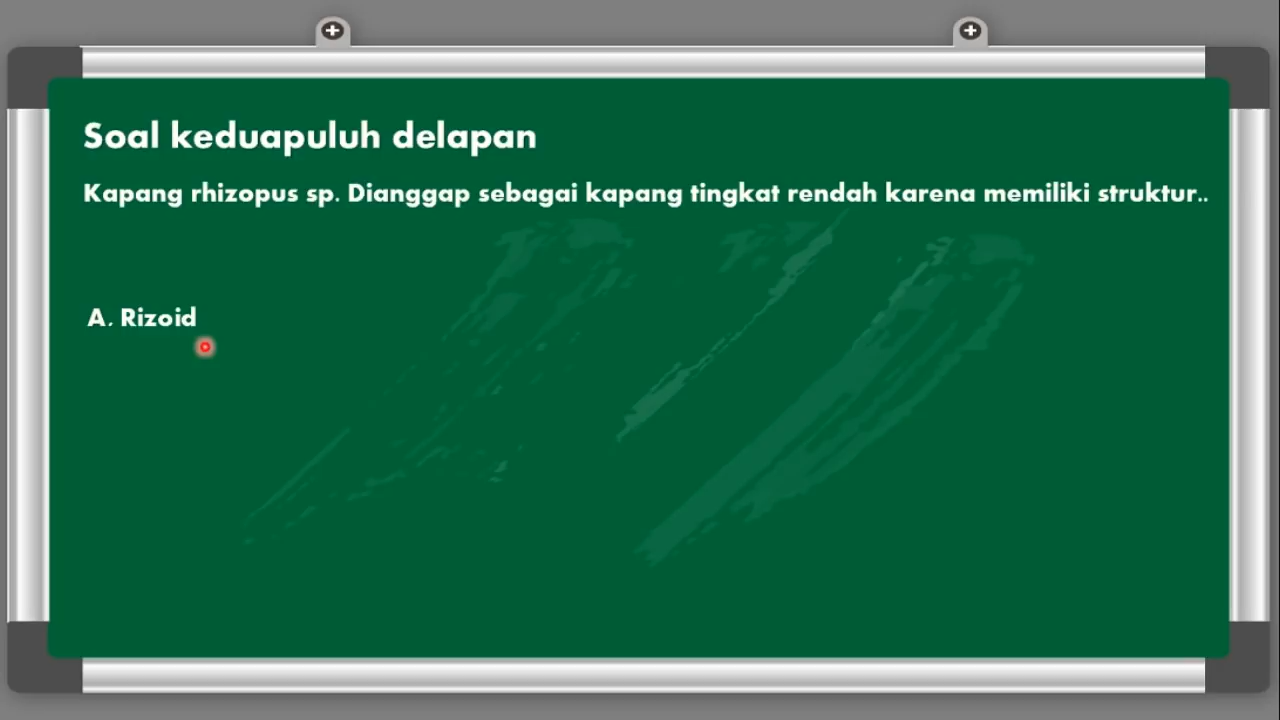 Soal keduapuluh delapan
Kapang rhizopus sp. Dianggap sebagai kapang tingkat rendah karena memiliki struktur..
A. Rizoid